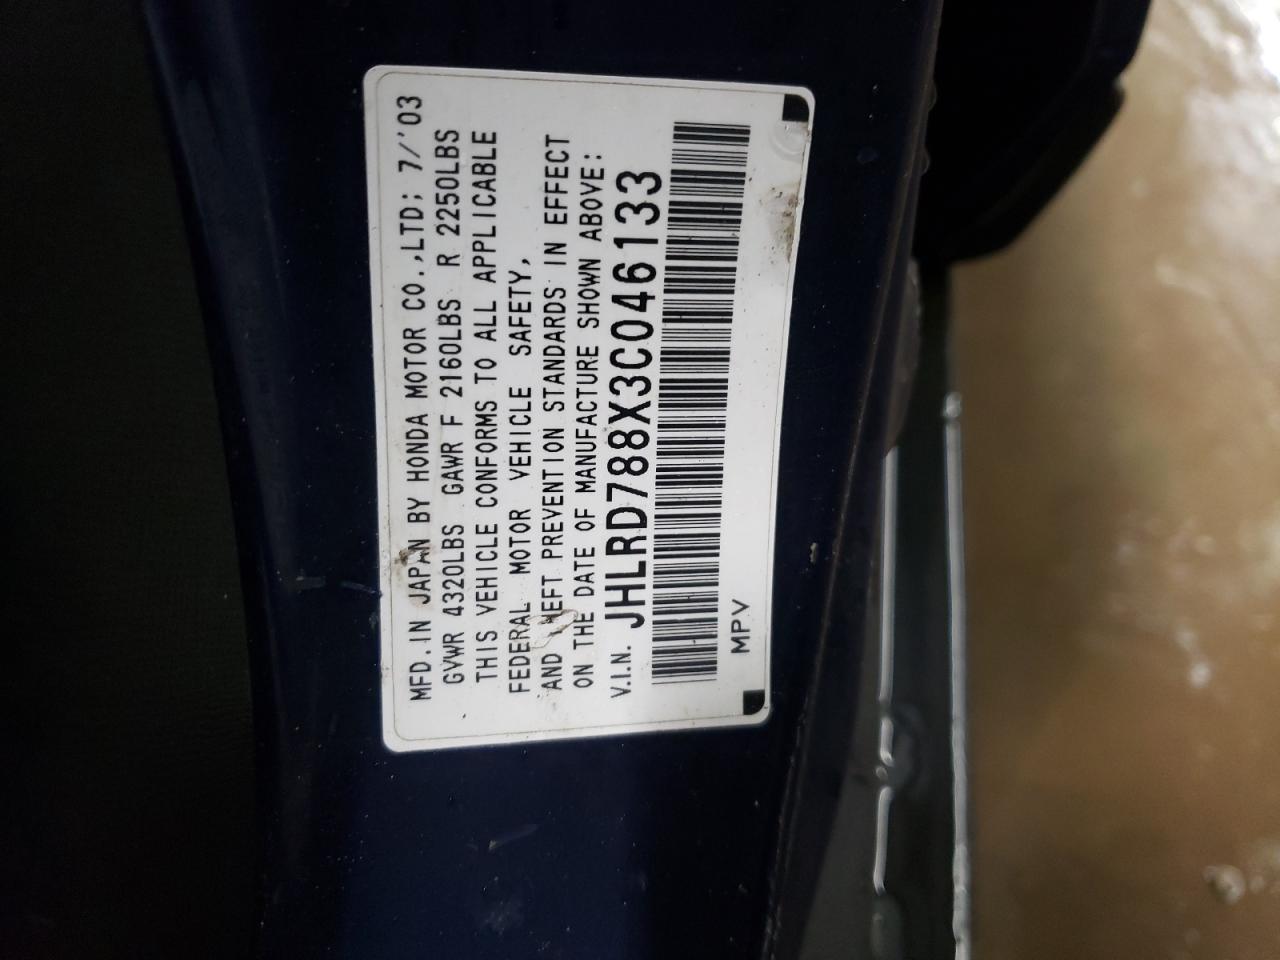 MFD. IN JAPAN BY HONDA MOTOR CO.,LTD; 7/'03
GVWR 4320LBS GAWR F 2160LBS R 2250LBS
THIS VEHICLE CONFORMS TO ALL APPLICABLE
FEDERAL MOTOR VEHICLE SAFETY,
AND THEFT PREVENTION STANDARDS IN EFFECT
ON THE DATE OF MANUFACTURE SHOWN ABOVE:
V.I.N. JHLRD788X3C046133
MPV